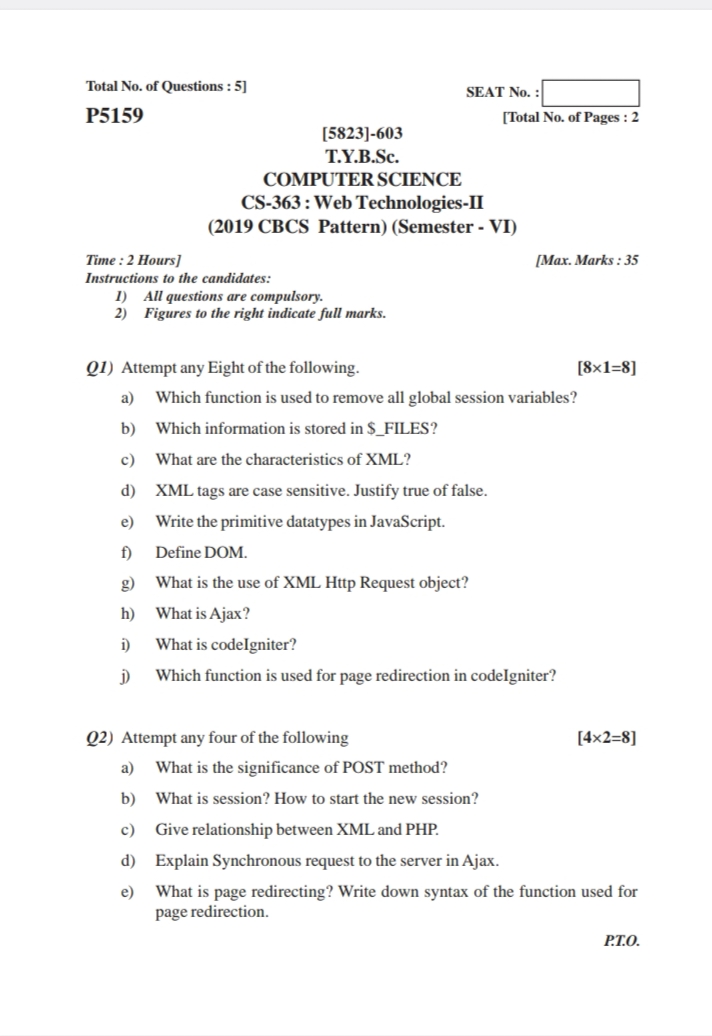 Total No. of Questions : 5]
SEAT No. :
P5159
[Total No. of Pages : 2
[5823]-603
T.Y.B.Sc.
COMPUTER SCIENCE
CS-363 : Web Technologies-II
(2019 CBCS Pattern) (Semester - VI)
Time : 2 Hours]
[Max. Marks : 35
Instructions to the candidates:
1) All questions are compulsory.
2) Figures to the right indicate full marks.
Q1) Attempt any Eight of the following. [8×1=8]
a) Which function is used to remove all global session variables?
b) Which information is stored in $_FILES?
c) What are the characteristics of XML?
d) XML tags are case sensitive. Justify true of false.
e) Write the primitive datatypes in JavaScript.
f) Define DOM.
g) What is the use of XML Http Request object?
h) What is Ajax?
i) What is codeIgniter?
j) Which function is used for page redirection in codeIgniter?
Q2) Attempt any four of the following [4×2=8]
a) What is the significance of POST method?
b) What is session? How to start the new session?
c) Give relationship between XML and PHP.
d) Explain Synchronous request to the server in Ajax.
e) What is page redirecting? Write down syntax of the function used for
page redirection.
P.T.O.